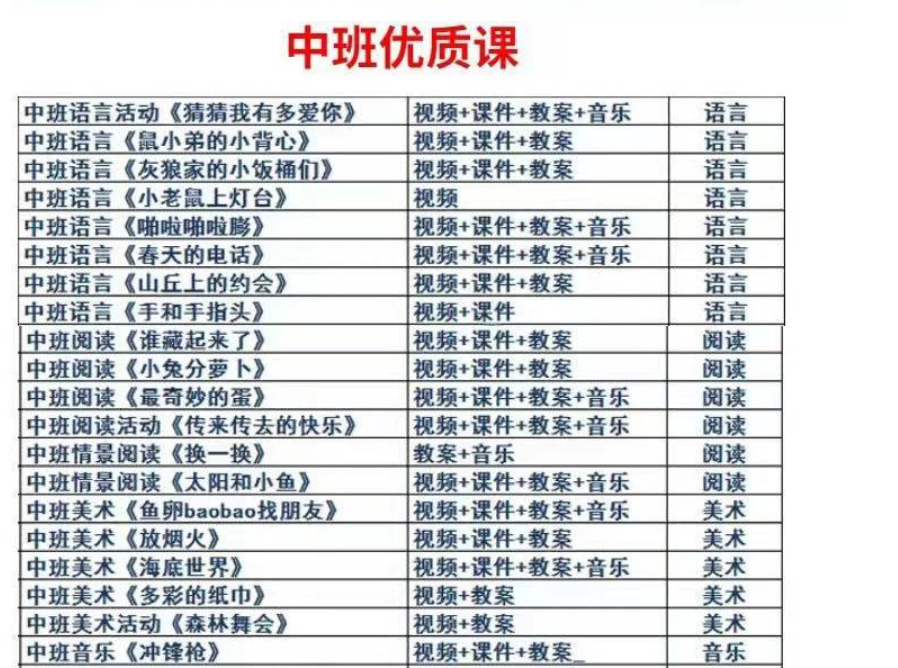 中班优质课
中班语言活动《猜猜我有多爱你》 视频+课件+教案+音乐 语言
中班语言《鼠小弟的小背心》 视频+课件+教案 语言
中班语言《灰狼家的小饭桶们》 视频+课件+教案 语言
中班语言《小老鼠上灯台》 视频 语言
中班语言《啪啦啪啦膨》 视频+课件+教案+音乐 语言
中班语言《春天的电话》 视频+课件+教案+音乐 语言
中班语言《山丘上的约会》 视频+课件+教案 语言
中班语言《手和手指头》 视频+课件 语言
中班阅读《谁藏起来了》 视频+课件+教案 阅读
中班阅读《小兔分萝卜》 视频+课件+教案 阅读
中班阅读《最奇妙的蛋》 视频+课件+教案+音乐 阅读
中班阅读活动《传来传去的快乐》 视频+课件+教案+音乐 阅读
中班情景阅读《换一换》 教案+音乐 阅读
中班情景阅读《太阳和小鱼》 视频+课件+教案+音乐 阅读
中班美术《鱼卵baobao找朋友》 视频+课件+教案+音乐 美术
中班美术《放烟火》 视频+课件+教案 美术
中班美术《海底世界》 视频+课件+教案+音乐 美术
中班美术《多彩的纸巾》 视频+教案 美术
中班美术活动《森林舞会》 视频+教案 美术
中班音乐《冲锋枪》 视频+课件+教案_ 音乐